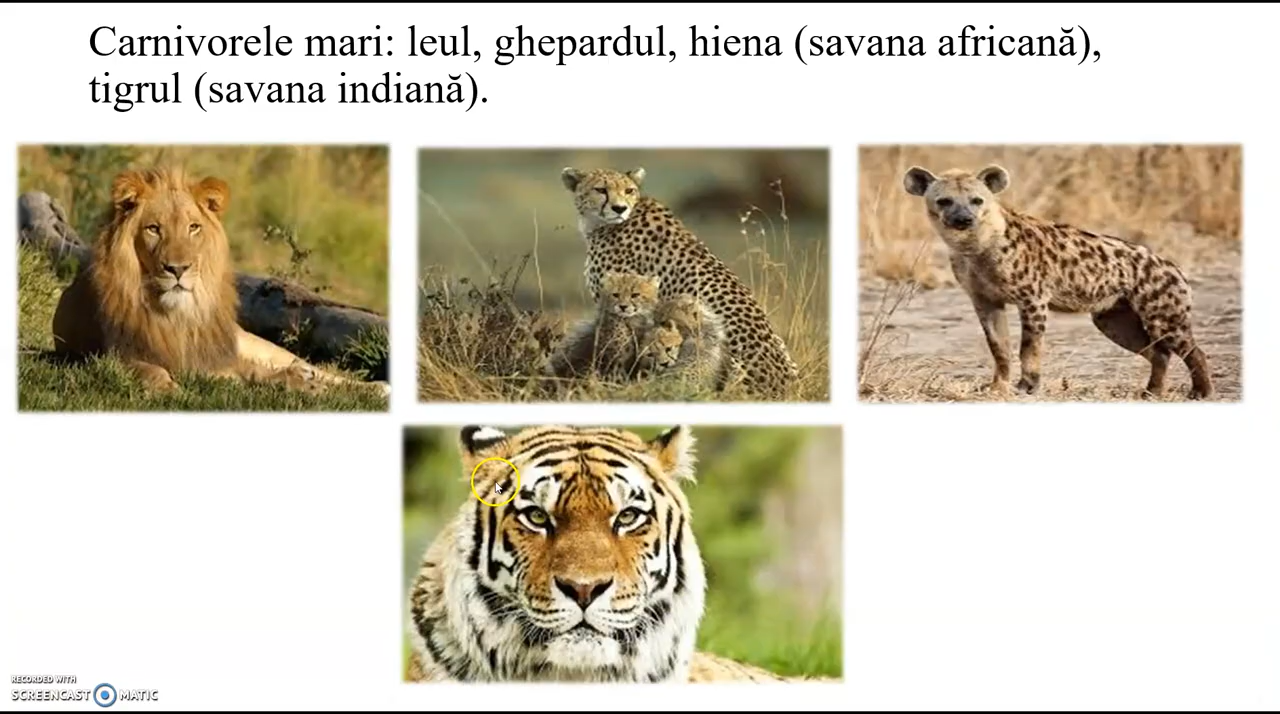 Carnivorele mari: leul, ghepardul, hiena (savana africană),
tigrul (savana indiană).
RECORDED WITH
SCREENCAST MATIC